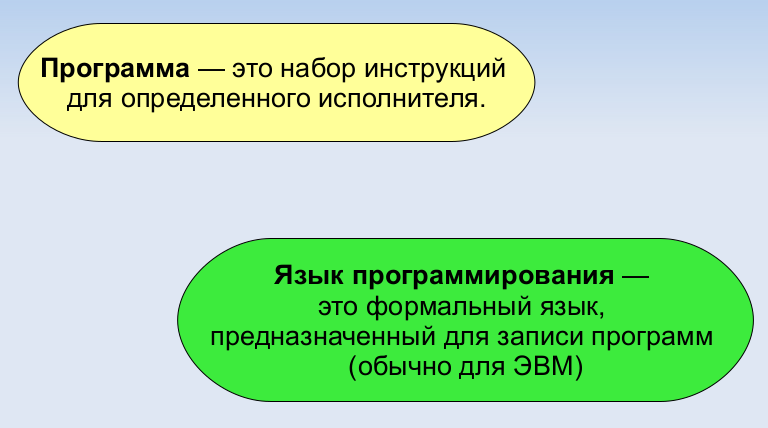 Программа — это набор инструкций
для определенного исполнителя.
Язык программирования —
это формальный язык,
предназначенный для записи программ
(обычно для ЭВМ)